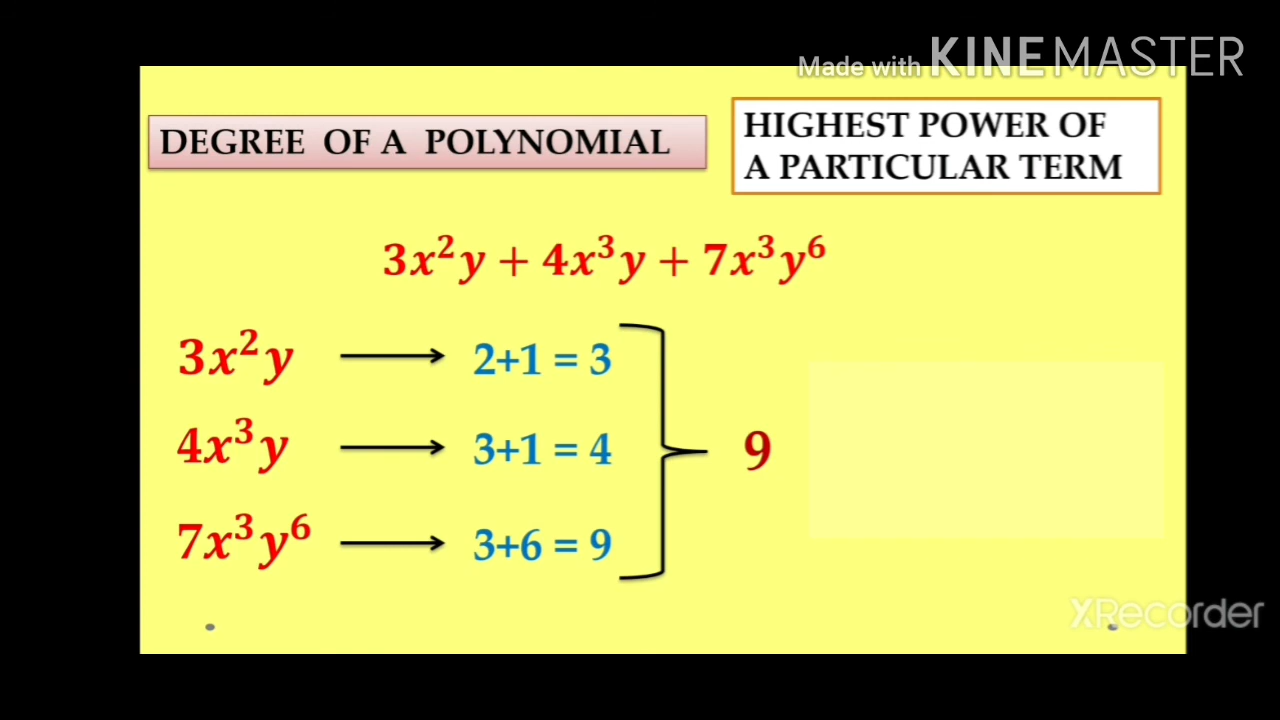 Made with KINEMASTER
DEGREE OF A POLYNOMIAL
HIGHEST POWER OF
A PARTICULAR TERM
3x²y + 4x³y + 7x³y⁶
3x²y → 2+1 = 3
4x³y → 3+1 = 4
7x³y⁶ → 3+6 = 9
9
XRecorder